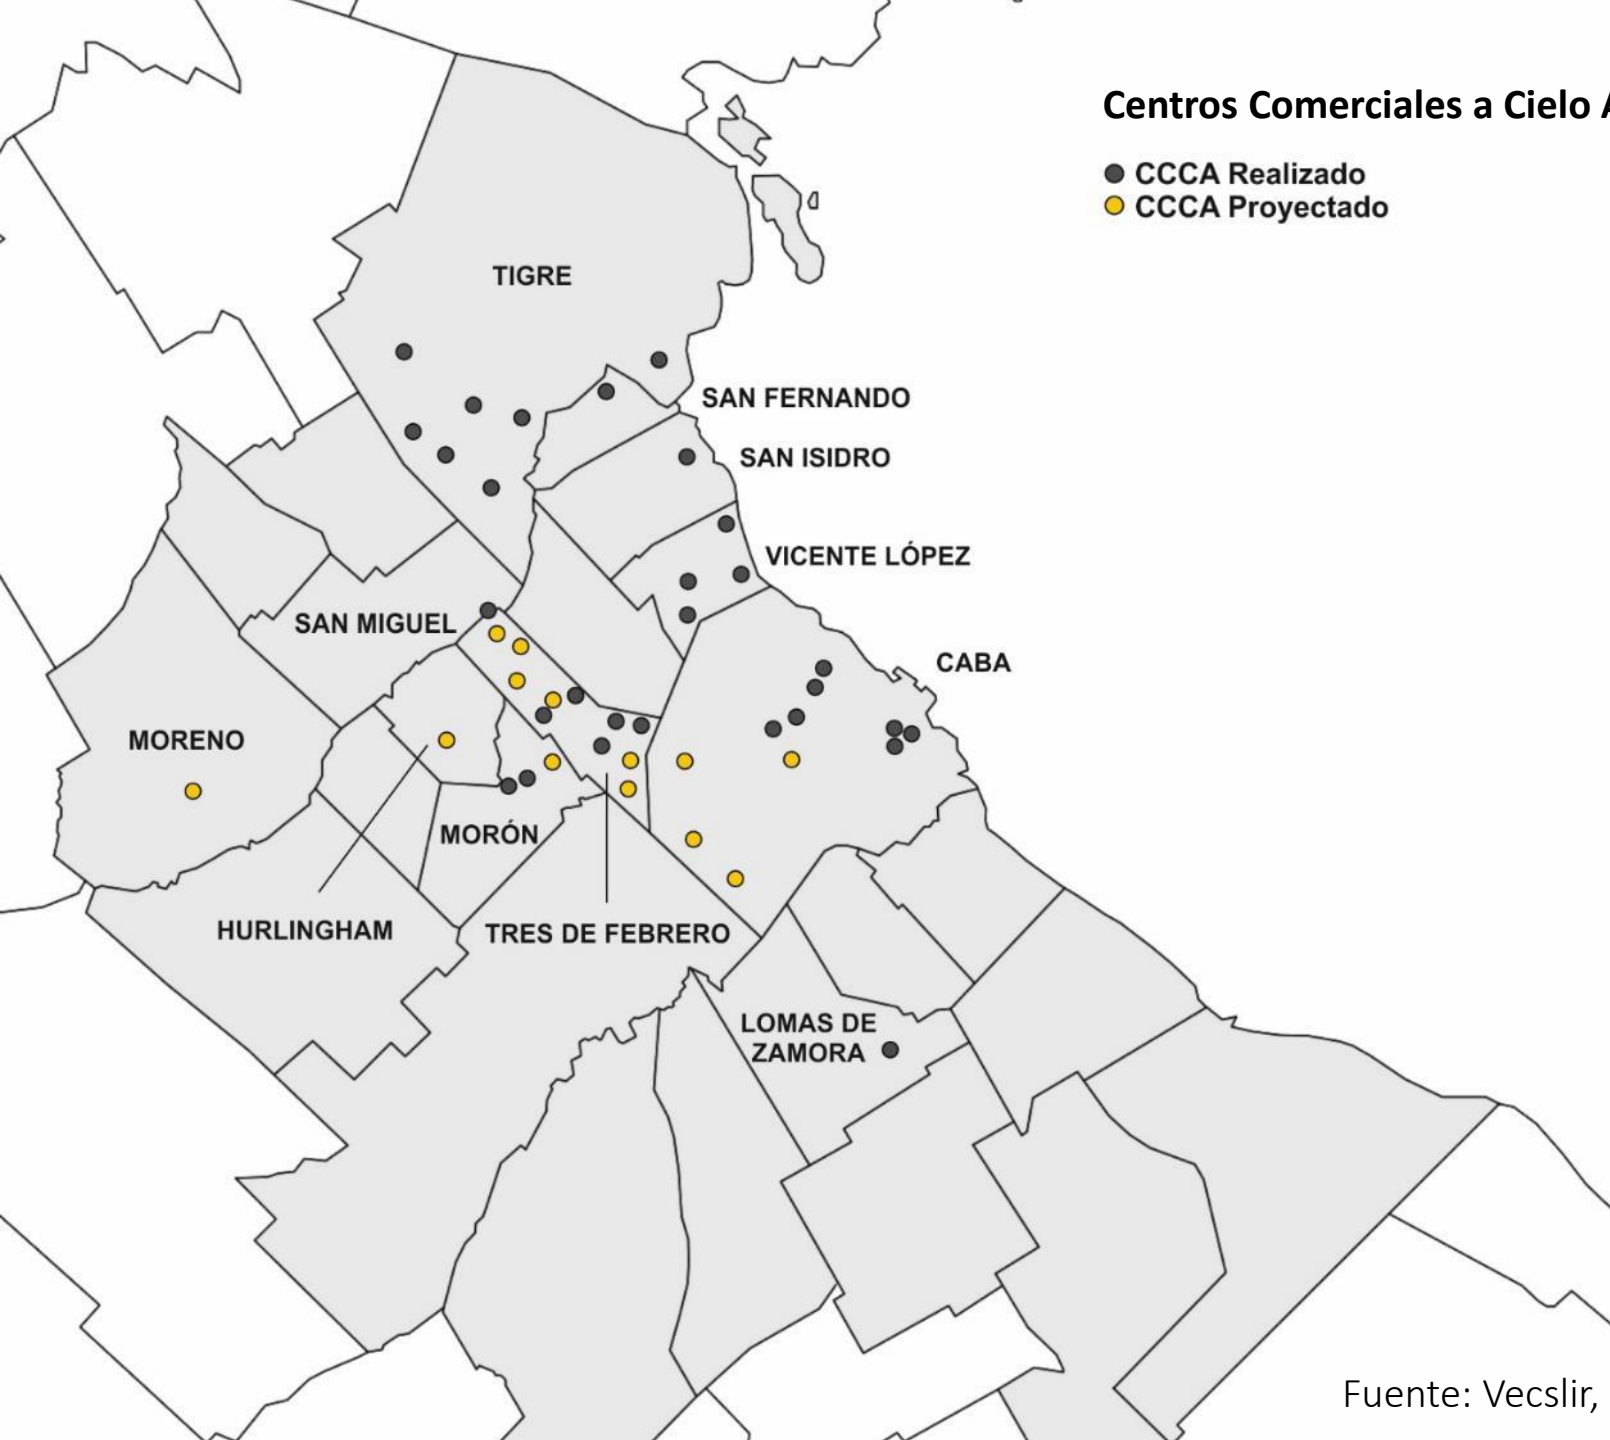 Centros Comerciales a Cielo
CCCA Realizado
CCCA Proyectado
TIGRE
SAN FERNANDO
SAN ISIDRO
VICENTE LÓPEZ
SAN MIGUEL
CABA
MORENO
MORÓN
HURLINGHAM
TRES DE FEBRERO
LOMAS DE
ZAMORA
Fuente: Vecslir,